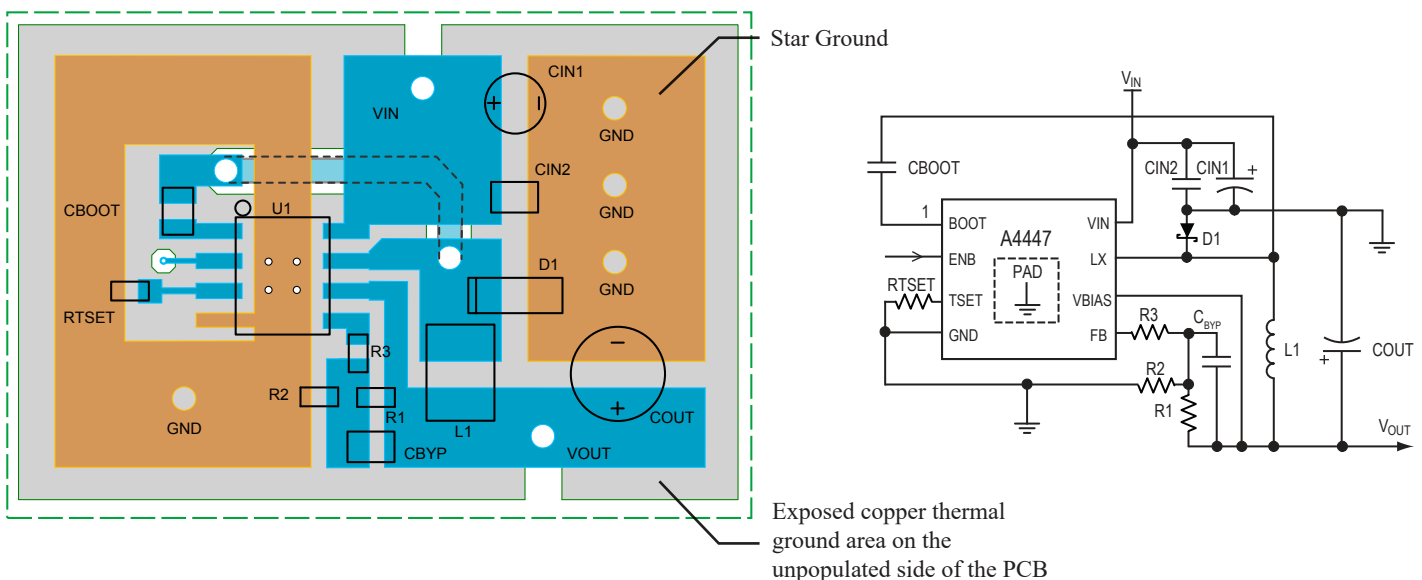 Star Ground
CIN1
+
−
VIN
GND
CIN2
GND
CBOOT
U1
D1
GND
RTSET
−
R3
R2
R1
+
COUT
GND
L1
CBYP
VOUT
Exposed copper thermal
ground area on the
unpopulated side of the PCB
VIN
CBOOT
CIN2
CIN1
+
1
BOOT
VIN
A4447
D1
ENB
PAD
LX
RTSET
TSET
VBIAS
CBYP
GND
FB
R3
L1
COUT
+
R2
R1
VOUT